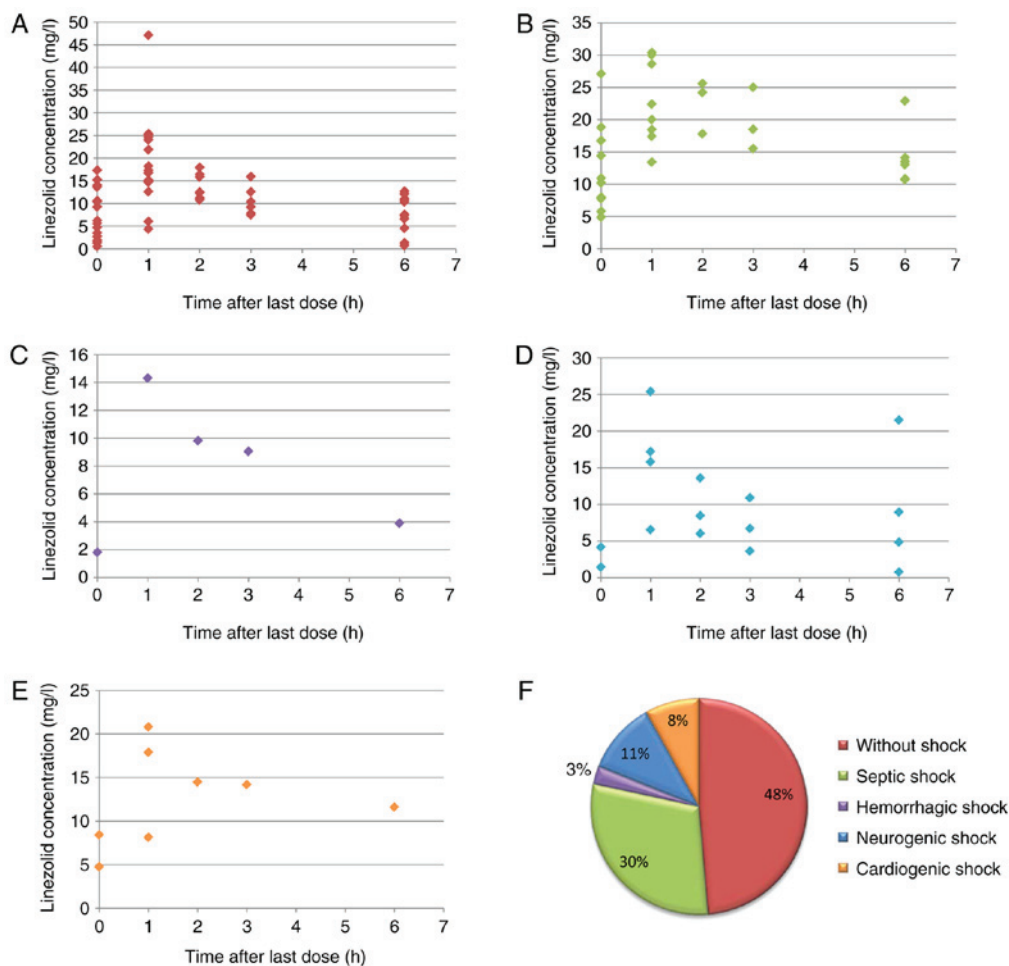 A
Linezolid concentration (mg/l)
50
45
40
35
30
25
20
15
10
5
0
0 1 2 3 4 5 6 7
Time after last dose (h)
B
Linezolid concentration (mg/l)
35
30
25
20
15
10
5
0
0 1 2 3 4 5 6 7
Time after last dose (h)
C
Linezolid concentration (mg/l)
16
14
12
10
8
6
4
2
0
0 1 2 3 4 5 6 7
Time after last dose (h)
D
Linezolid concentration (mg/l)
30
25
20
15
10
5
0
0 1 2 3 4 5 6 7
Time after last dose (h)
E
Linezolid concentration (mg/l)
25
20
15
10
5
0
0 1 2 3 4 5 6 7
Time after last dose (h)
F
8%
11%
3%
48%
30%
Without shock
Septic shock
Hemorrhagic shock
Neurogenic shock
Cardiogenic shock